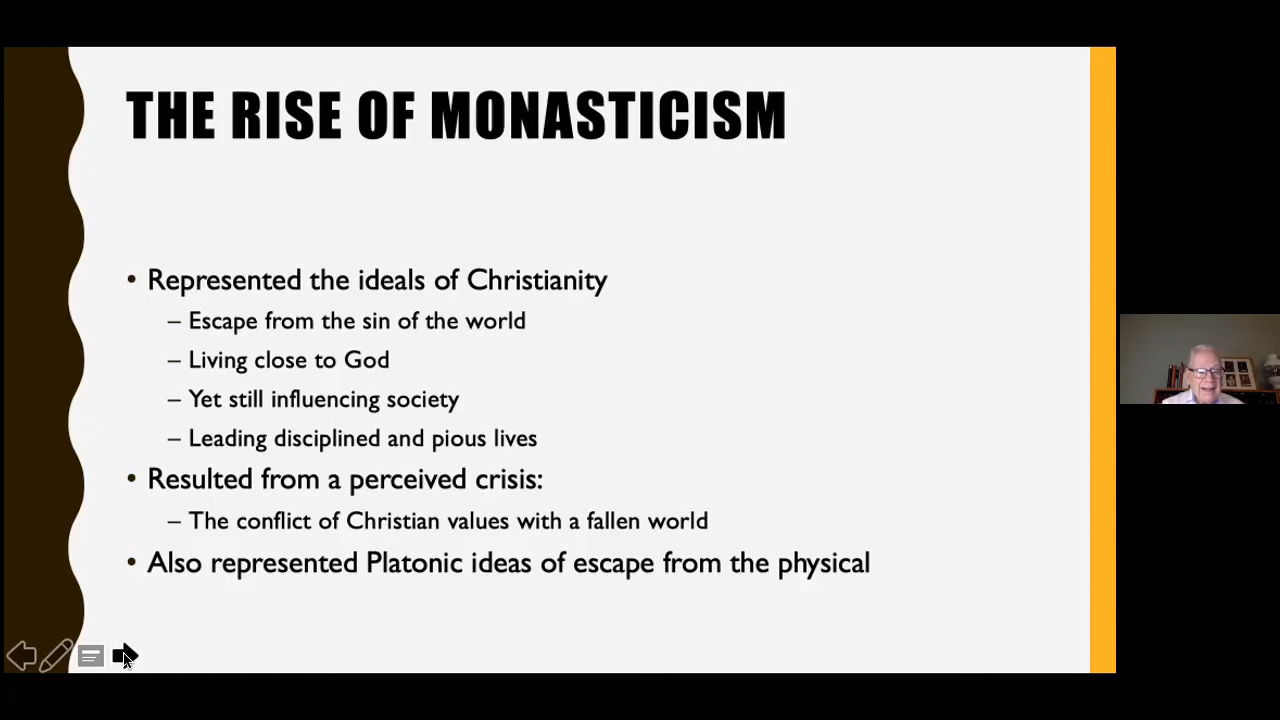 THE RISE OF MONASTICISM
• Represented the ideals of Christianity
– Escape from the sin of the world
– Living close to God
– Yet still influencing society
– Leading disciplined and pious lives
• Resulted from a perceived crisis:
– The conflict of Christian values with a fallen world
• Also represented Platonic ideas of escape from the physical